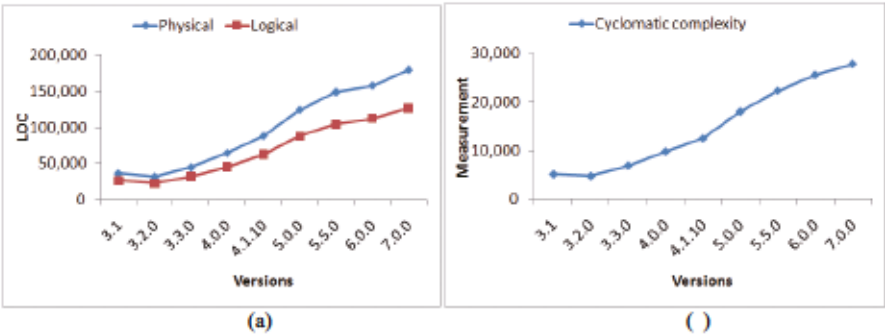 Physical Logical
200,000
150,000
100,000
50,000
0
LOC
3.1 3.2.0 3.3.0 4.0.0 4.1.10 5.0.0 5.5.0 6.0.0 7.0.0
Versions
(a)
Cyclomatic complexity
30,000
20,000
10,000
0
Measurement
3.1 3.2.0 3.3.0 4.0.0 4.1.10 5.0.0 5.5.0 6.0.0 7.0.0
Versions
( )